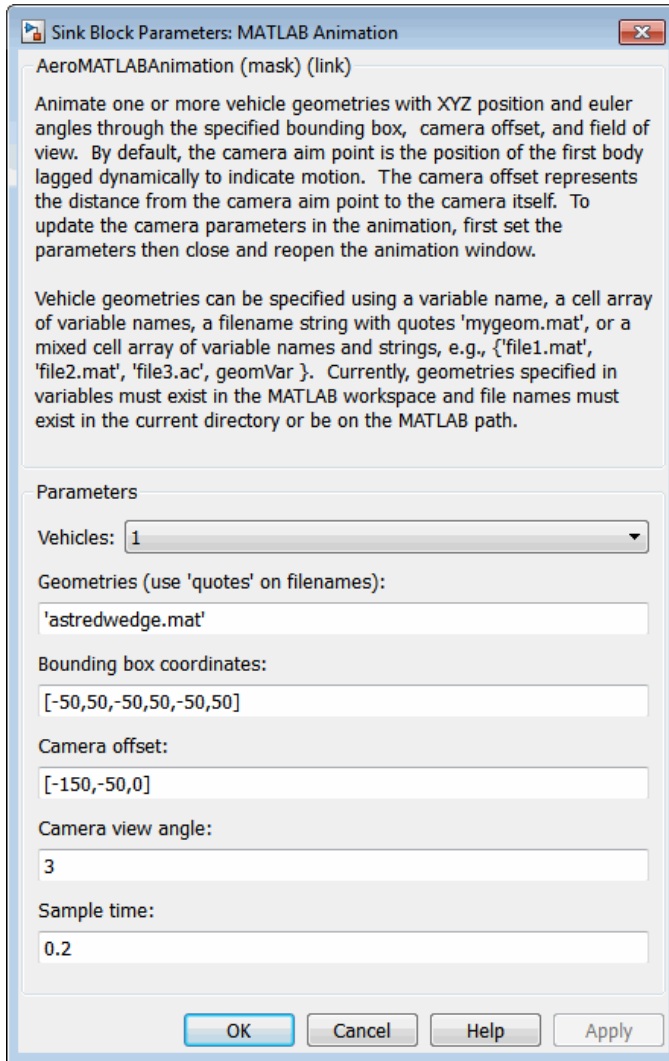 Sink Block Parameters: MATLAB Animation
AeroMATLABAnimation (mask) (link)
Animate one or more vehicle geometries with XYZ position and euler
angles through the specified bounding box,  camera offset, and field of
view.  By default, the camera aim point is the position of the first body
lagged dynamically to indicate motion.  The camera offset represents
the distance from the camera aim point to the camera itself.  To
update the camera parameters in the animation, first set the
parameters then close and reopen the animation window.
Vehicle geometries can be specified using a variable name, a cell array
of variable names, a filename string with quotes 'mygeom.mat', or a
mixed cell array of variable names and strings, e.g., {'file1.mat',
'file2.mat', 'file3.ac', geomVar }.  Currently, geometries specified in
variables must exist in the MATLAB workspace and file names must
exist in the current directory or be on the MATLAB path.
Parameters
Vehicles: 1
Geometries (use 'quotes' on filenames):
'astredwedge.mat'
Bounding box coordinates:
[-50,50,-50,50,-50,50]
Camera offset:
[-150,-50,0]
Camera view angle:
3
Sample time:
0.2
OK Cancel Help Apply